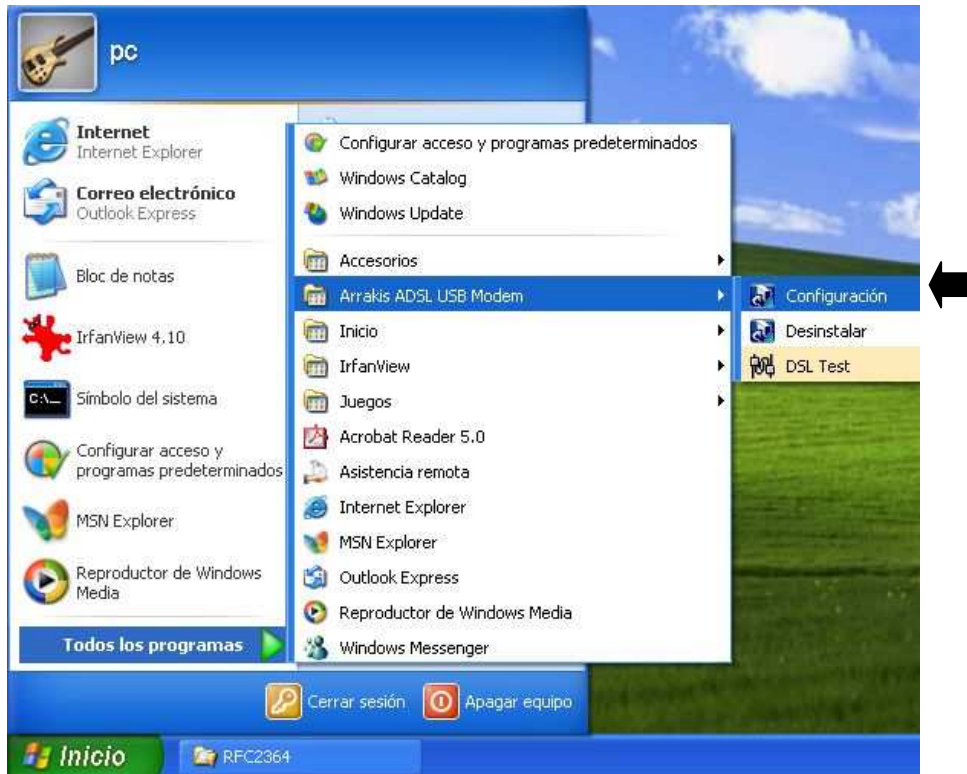 pc
Internet
Internet Explorer
Correo electrónico
Outlook Express
Bloc de notas
IrfanView 4.10
C:\_
Símbolo del sistema
Configurar acceso y
programas predeterminados
MSN Explorer
Reproductor de Windows
Media
Todos los programas
Configurar acceso y programas predeterminados
Windows Catalog
Windows Update
Accesorios
Arrakis ADSL USB Modem
Inicio
IrfanView
Juegos
Acrobat Reader 5.0
Asistencia remota
Internet Explorer
MSN Explorer
Outlook Express
Reproductor de Windows Media
Windows Messenger
Configuración
Desinstalar
DSL Test
Cerrar sesión
Apagar equipo
Inicio
RFC2364